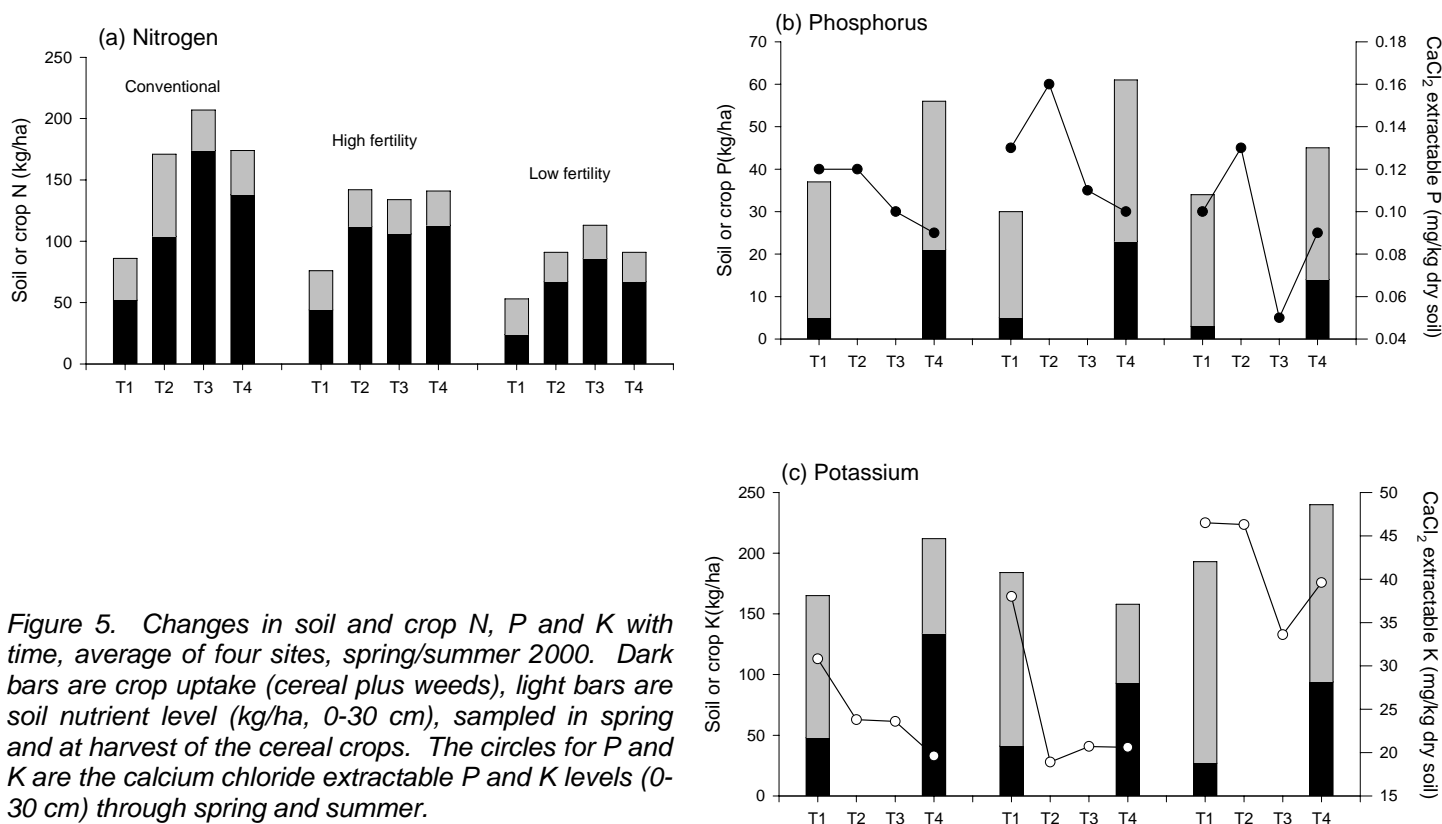 (a) Nitrogen
Soil or crop N (kg/ha)
250
200
150
100
50
0
Conventional
High fertility
Low fertility
T1 T2 T3 T4 T1 T2 T3 T4 T1 T2 T3 T4
(b) Phosphorus
Soil or crop P(kg/ha)
70
60
50
40
30
20
10
0
0.18
0.16
0.14
0.12
0.10
0.08
0.06
0.04
CaCl2 extractable P (mg/kg dry soil)
T1 T2 T3 T4 T1 T2 T3 T4 T1 T2 T3 T4
(c) Potassium
Soil or crop K(kg/ha)
250
200
150
100
50
0
50
45
40
35
30
25
20
15
CaCl2 extractable K (mg/kg dry soil)
T1 T2 T3 T4 T1 T2 T3 T4 T1 T2 T3 T4
Figure 5. Changes in soil and crop N, P and K with
time, average of four sites, spring/summer 2000. Dark
bars are crop uptake (cereal plus weeds), light bars are
soil nutrient level (kg/ha, 0-30 cm), sampled in spring
and at harvest of the cereal crops. The circles for P and
K are the calcium chloride extractable P and K levels (0-
30 cm) through spring and summer.